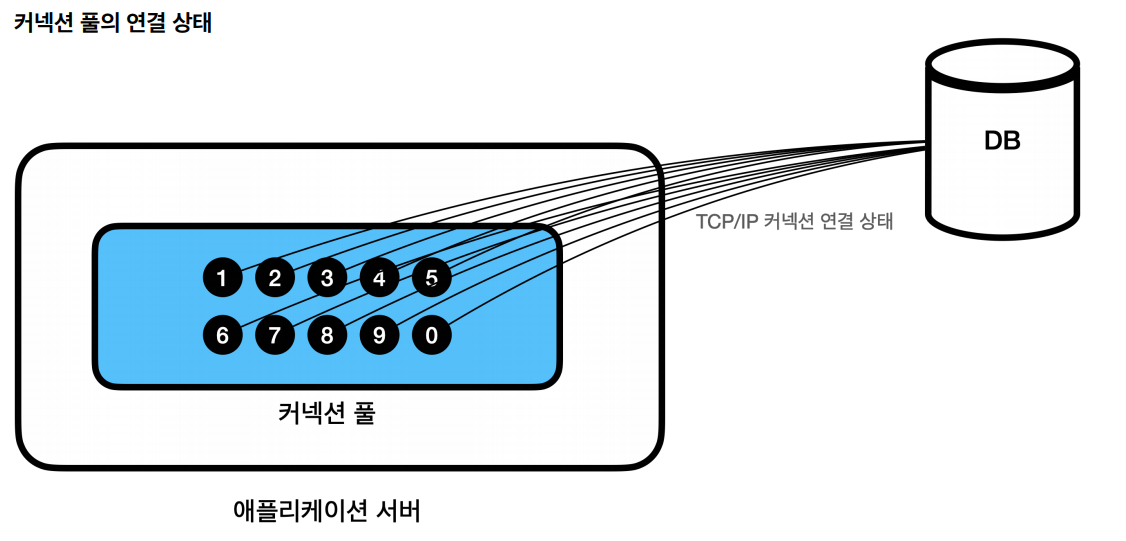 커넥션 풀의 연결 상태
DB
TCP/IP 커넥션 연결 상태
1 2 3 4 5
6 7 8 9 0
커넥션 풀
애플리케이션 서버